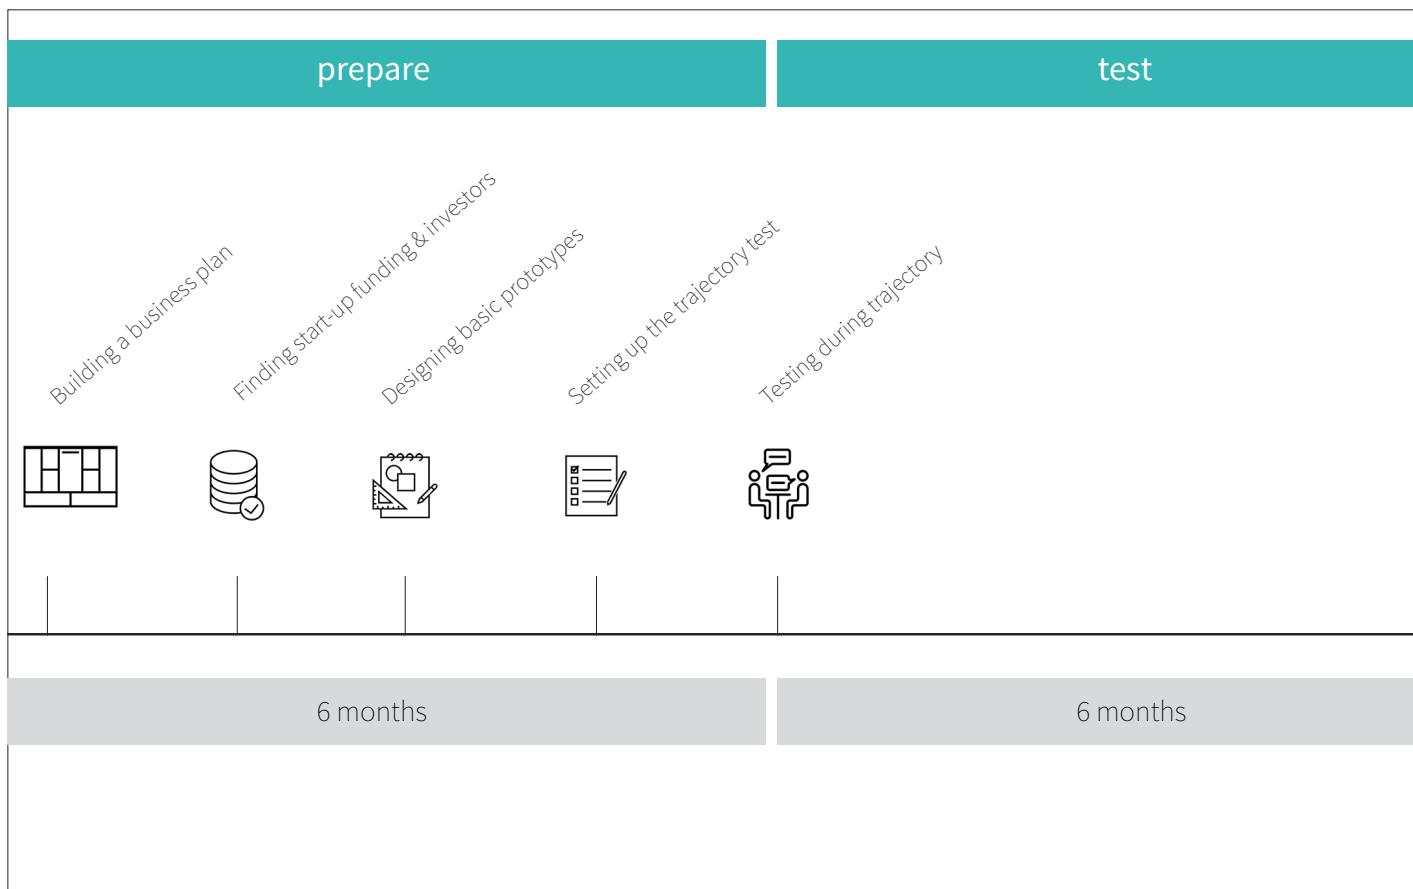 prepare
test
Building a business plan
Finding start-up funding & investors
Designing basic prototypes
Setting up the trajectory test
Testing during trajectory
6 months
6 months